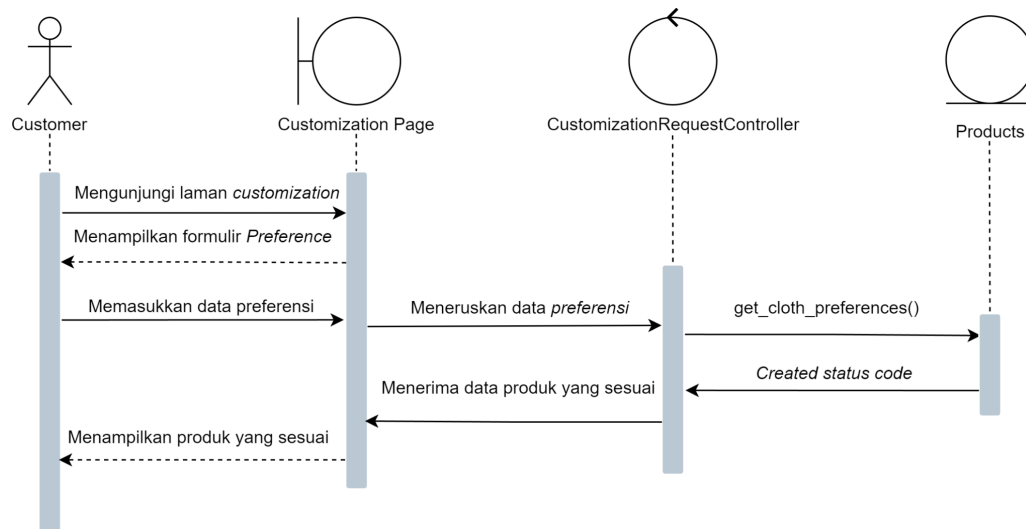 Customer
Customization Page
CustomizationRequestController
Products
Mengunjungi laman customization
Menampilkan formulir Preference
Memasukkan data preferensi
Meneruskan data preferensi
get_cloth_preferences()
Created status code
Menerima data produk yang sesuai
Menampilkan produk yang sesuai